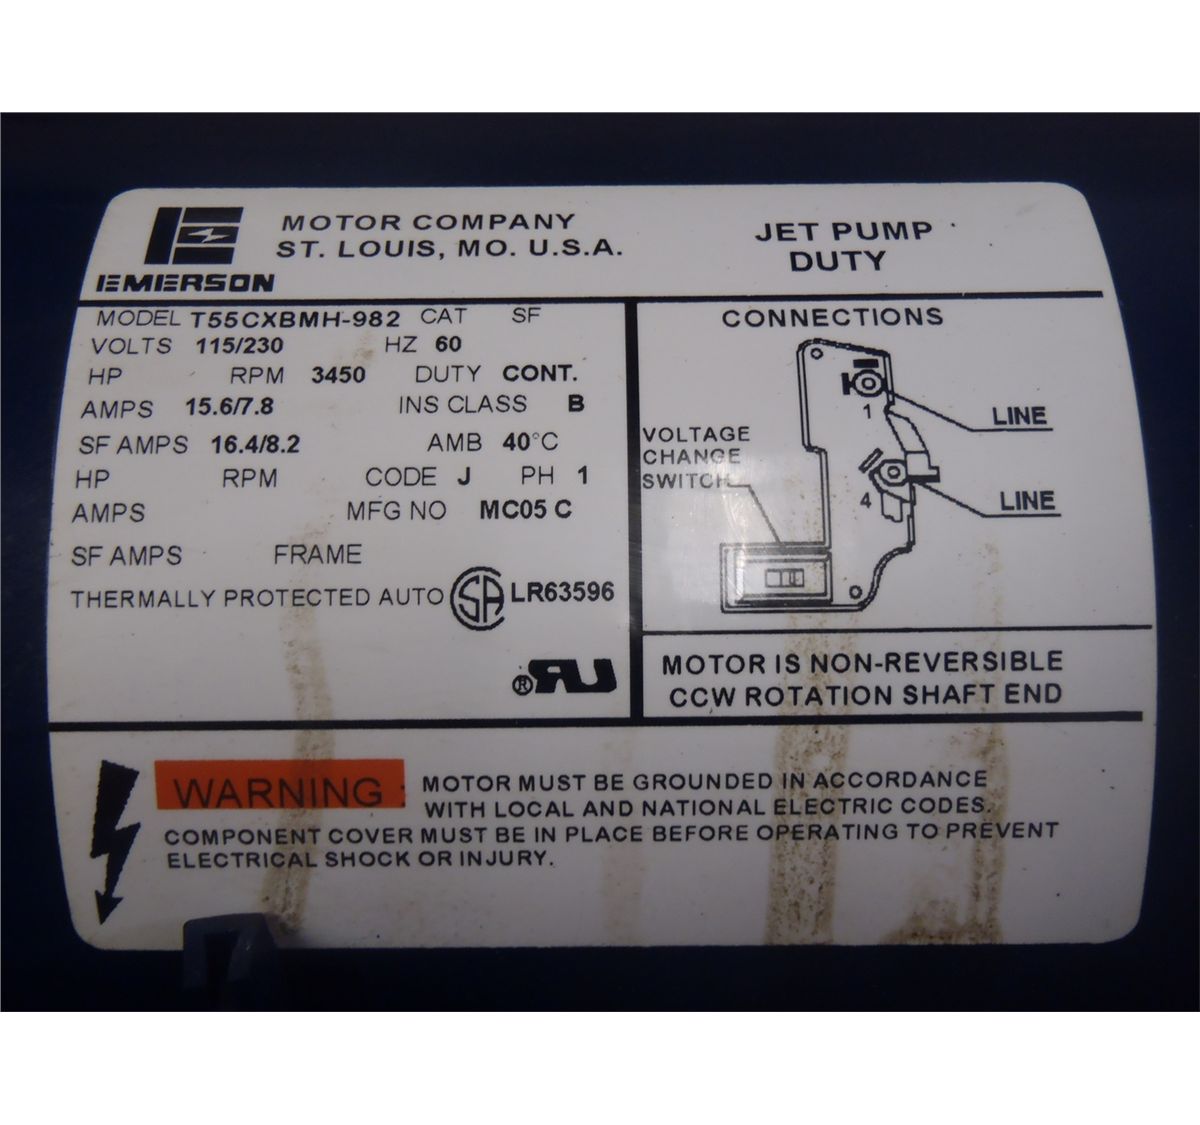 MOTOR COMPANY
ST. LOUIS, MO. U.S.A.
EMERSON
JET PUMP
DUTY
MODEL T55CXBMH-982 CAT SF
VOLTS 115/230 HZ 60
HP RPM 3450 DUTY CONT.
AMPS 15.6/7.8 INS CLASS B
SF AMPS 16.4/8.2 AMB 40°C
HP RPM CODE J PH 1
AMPS MFG NO MC05 C
SF AMPS FRAME
THERMALLY PROTECTED AUTO SA LR63596
®RU
CONNECTIONS
1
LINE
VOLTAGE
CHANGE
SWITCH
4
LINE
MOTOR IS NON-REVERSIBLE
CCW ROTATION SHAFT END
WARNING : MOTOR MUST BE GROUNDED IN ACCORDANCE
WITH LOCAL AND NATIONAL ELECTRIC CODES.
COMPONENT COVER MUST BE IN PLACE BEFORE OPERATING TO PREVENT
ELECTRICAL SHOCK OR INJURY.